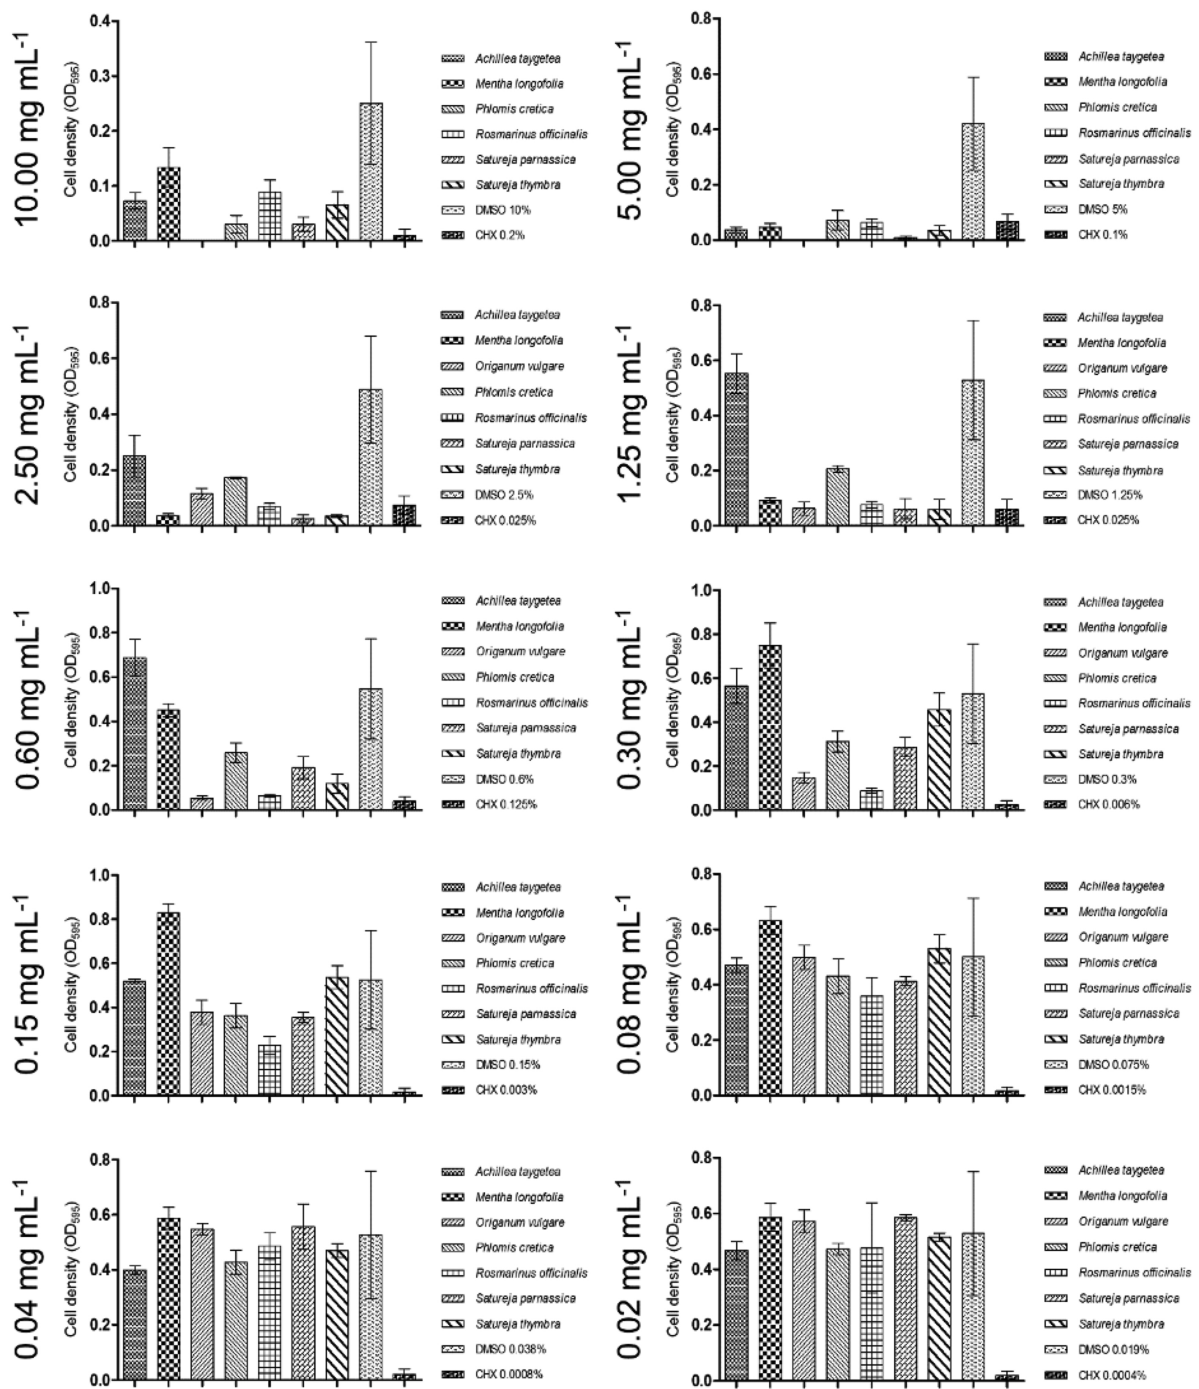 10.00 mg mL-1
Cell density (OD595)
0.4
0.3
0.2
0.1
0.0
Achillea taygetea
Mentha longofolia
Phlomis cretica
Rosmarinus officinalis
Satureja parnassica
Satureja thymbra
DMSO 10%
CHX 0.2%
5.00 mg mL-1
Cell density (OD595)
0.8
0.6
0.4
0.2
0.0
Achillea taygetea
Mentha longofolia
Phlomis cretica
Rosmarinus officinalis
Satureja parnassica
Satureja thymbra
DMSO 5%
CHX 0.1%
2.50 mg mL-1
Cell density (OD595)
0.8
0.6
0.4
0.2
0.0
Achillea taygetea
Mentha longofolia
Origanum vulgare
Phlomis cretica
Rosmarinus officinalis
Satureja parnassica
Satureja thymbra
DMSO 2.5%
CHX 0.025%
1.25 mg mL-1
Cell density (OD595)
0.8
0.6
0.4
0.2
0.0
Achillea taygetea
Mentha longofolia
Origanum vulgare
Phlomis cretica
Rosmarinus officinalis
Satureja parnassica
Satureja thymbra
DMSO 1.25%
CHX 0.025%
0.60 mg mL-1
Cell density (OD595)
1.0
0.8
0.6
0.4
0.2
0.0
Achillea taygetea
Mentha longofolia
Origanum vulgare
Phlomis cretica
Rosmarinus officinalis
Satureja parnassica
Satureja thymbra
DMSO 0.6%
CHX 0.125%
0.30 mg mL-1
Cell density (OD595)
1.0
0.8
0.6
0.4
0.2
0.0
Achillea taygetea
Mentha longofolia
Origanum vulgare
Phlomis cretica
Rosmarinus officinalis
Satureja parnassica
Satureja thymbra
DMSO 0.3%
CHX 0.006%
0.15 mg mL-1
Cell density (OD595)
1.0
0.8
0.6
0.4
0.2
0.0
Achillea taygetea
Mentha longofolia
Origanum vulgare
Phlomis cretica
Rosmarinus officinalis
Satureja parnassica
Satureja thymbra
DMSO 0.15%
CHX 0.003%
0.08 mg mL-1
Cell density (OD595)
0.8
0.6
0.4
0.2
0.0
Achillea taygetea
Mentha longofolia
Origanum vulgare
Phlomis cretica
Rosmarinus officinalis
Satureja parnassica
Satureja thymbra
DMSO 0.075%
CHX 0.0015%
0.04 mg mL-1
Cell density (OD595)
0.8
0.6
0.4
0.2
0.0
Achillea taygetea
Mentha longofolia
Origanum vulgare
Phlomis cretica
Rosmarinus officinalis
Satureja parnassica
Satureja thymbra
DMSO 0.038%
CHX 0.0008%
0.02 mg mL-1
Cell density (OD595)
0.8
0.6
0.4
0.2
0.0
Achillea taygetea
Mentha longofolia
Origanum vulgare
Phlomis cretica
Rosmarinus officinalis
Satureja parnassica
Satureja thymbra
DMSO 0.019%
CHX 0.0004%